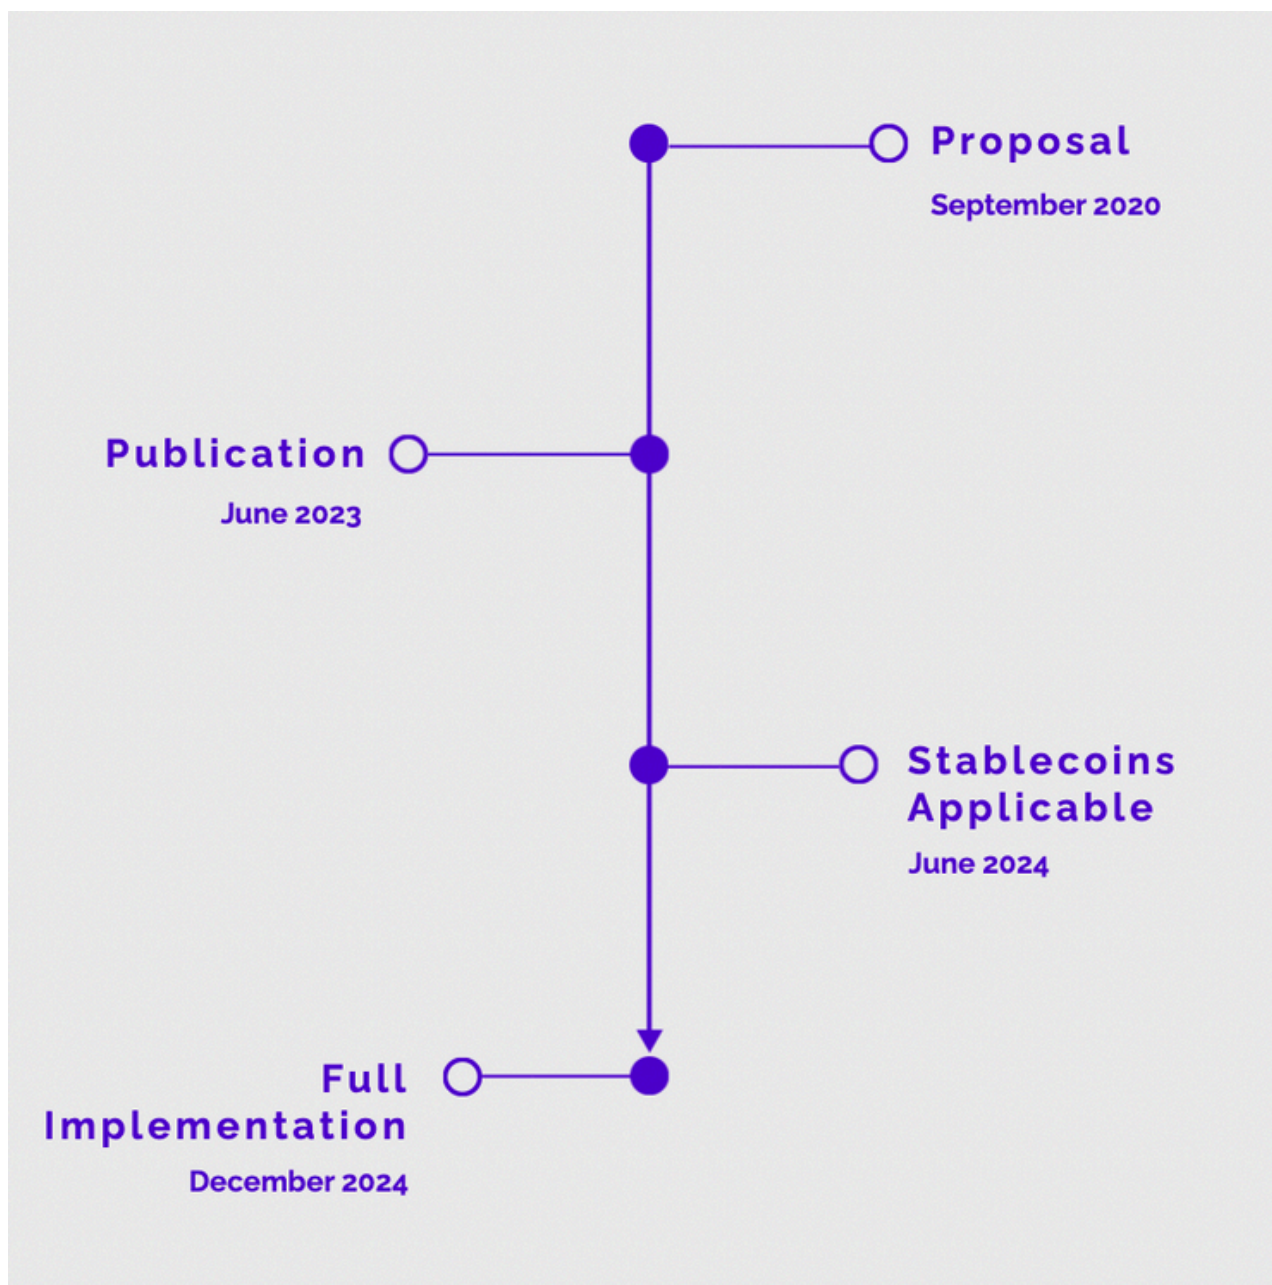 Proposal
September 2020
Publication
June 2023
Stablecoins
Applicable
June 2024
Full
Implementation
December 2024